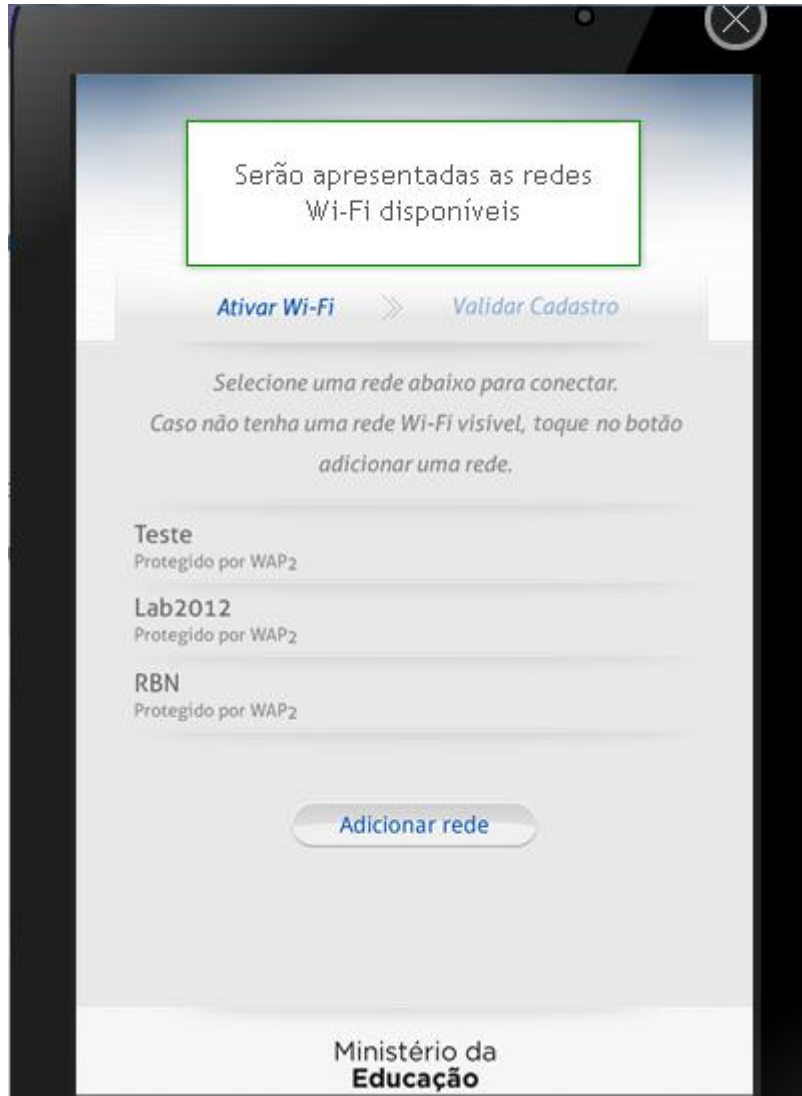 Serão apresentadas as redes
Wi-Fi disponíveis
Ativar Wi-Fi Validar Cadastro
Selecione uma rede abaixo para conectar.
Caso não tenha uma rede Wi-Fi visível, toque no botão
adicionar uma rede.
Teste
Protegido por WAP2
Lab2012
Protegido por WAP2
RBN
Protegido por WAP2
Adicionar rede
Ministério da
Educação